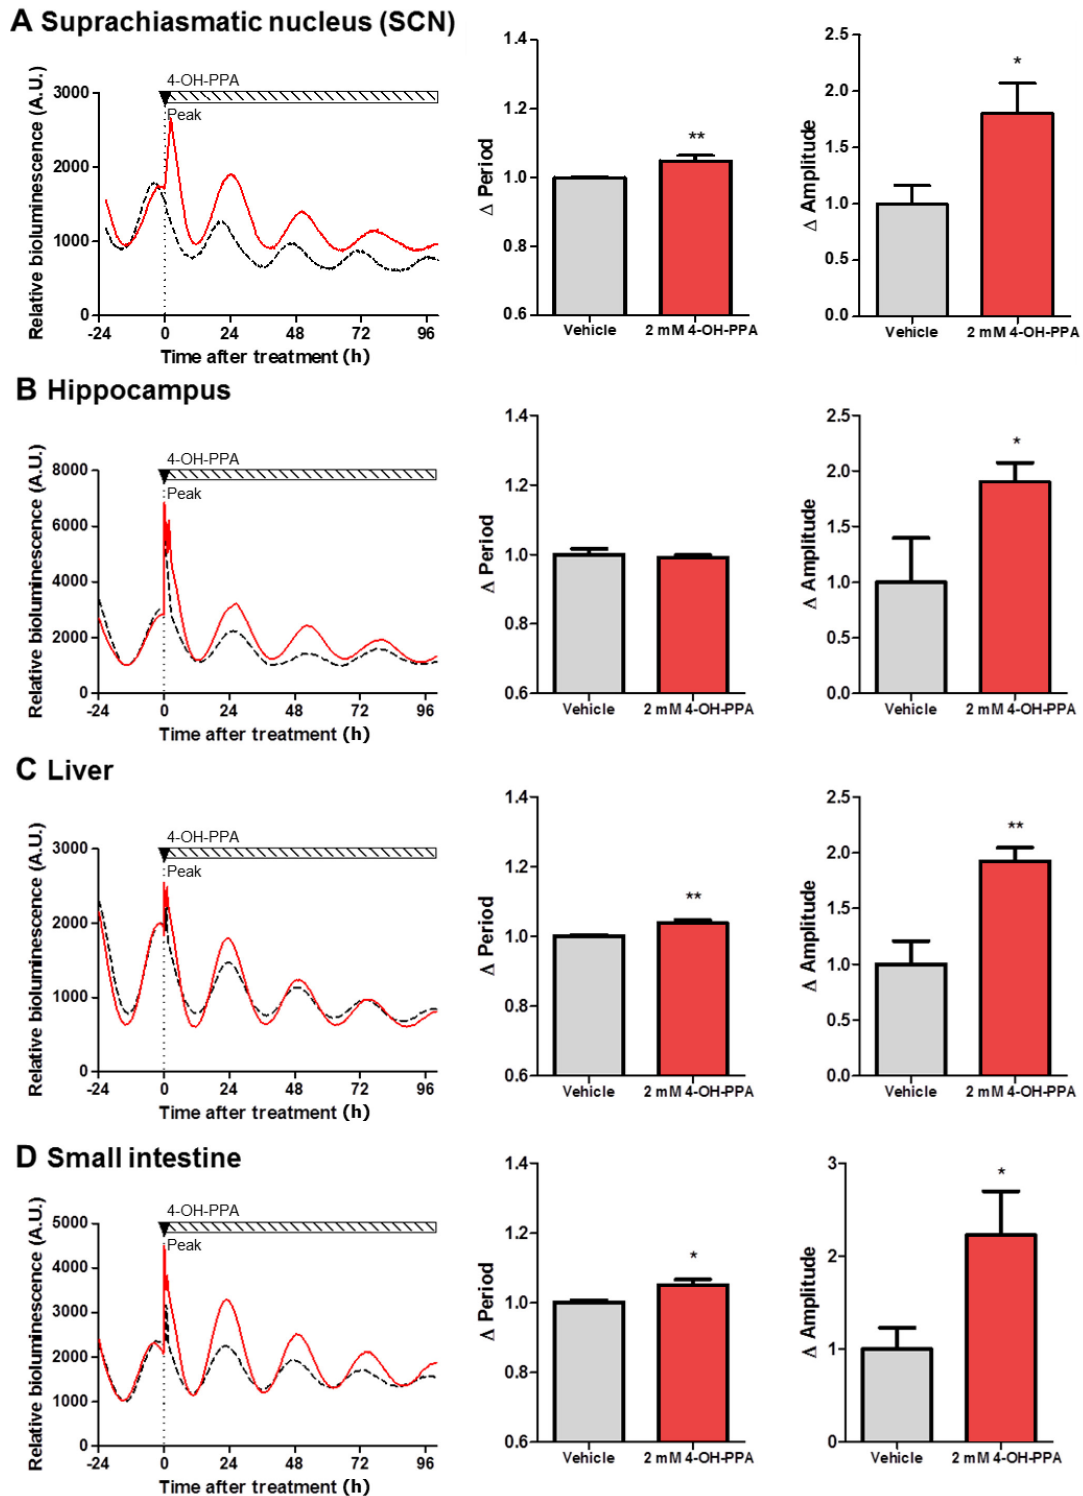 A Suprachiasmatic nucleus (SCN)
Relative bioluminescence (A.U.)
4-OH-PPA
Peak
3000
2000
1000
0
-24 0 24 48 72 96
Time after treatment (h)
Δ Period
1.4
1.2
1.0
0.8
0.6
**
Vehicle 2 mM 4-OH-PPA
Δ Amplitude
2.5
2.0
1.5
1.0
0.5
0.0
*
Vehicle 2 mM 4-OH-PPA
B Hippocampus
Relative bioluminescence (A.U.)
4-OH-PPA
Peak
8000
6000
4000
2000
0
-24 0 24 48 72 96
Time after treatment (h)
Δ Period
1.4
1.2
1.0
0.8
0.6
Vehicle 2 mM 4-OH-PPA
Δ Amplitude
2.5
2.0
1.5
1.0
0.5
0.0
*
Vehicle 2 mM 4-OH-PPA
C Liver
Relative bioluminescence (A.U.)
4-OH-PPA
Peak
3000
2000
1000
0
-24 0 24 48 72 96
Time after treatment (h)
Δ Period
1.4
1.2
1.0
0.8
0.6
**
Vehicle 2 mM 4-OH-PPA
Δ Amplitude
2.5
2.0
1.5
1.0
0.5
0.0
**
Vehicle 2 mM 4-OH-PPA
D Small intestine
Relative bioluminescence (A.U.)
4-OH-PPA
Peak
5000
4000
3000
2000
1000
0
-24 0 24 48 72 96
Time after treatment (h)
Δ Period
1.4
1.2
1.0
0.8
0.6
*
Vehicle 2 mM 4-OH-PPA
Δ Amplitude
3
2
1
0
*
Vehicle 2 mM 4-OH-PPA